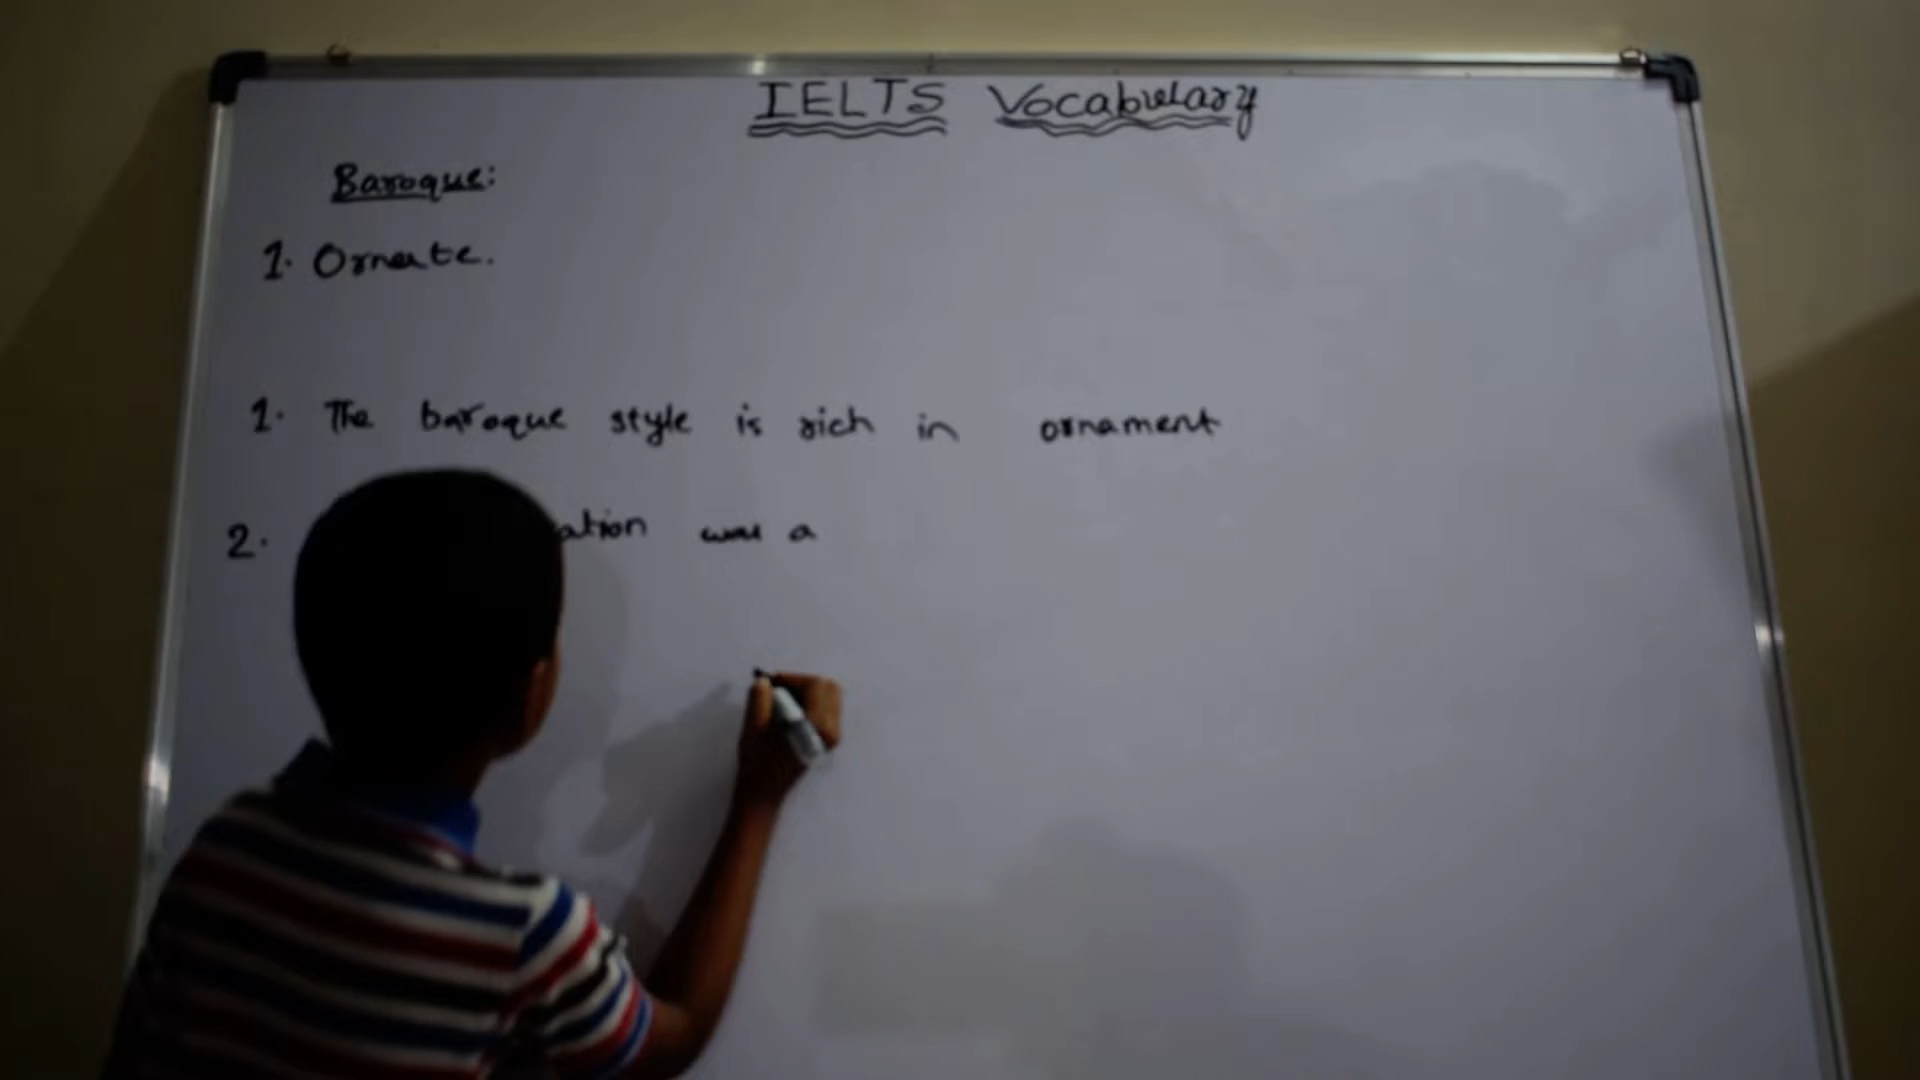 IELTS Vocabulary
Baroque:
1. Ornate.
1. The baroque style is rich in ornament
2. ation was a